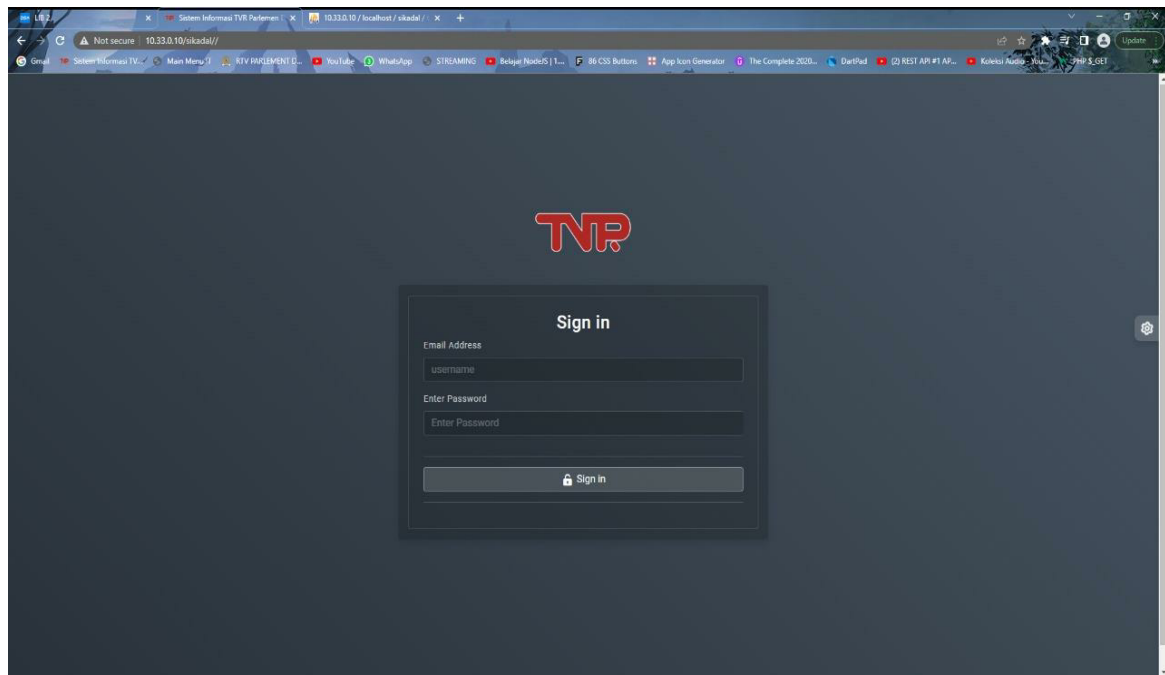 Sistem Informasi TVR Parlemen
10.33.0.10 / localhost / sikadal /
Not secure
10.33.0.10/sikadal//
Update
Gmail
Sistem Informasi TV...
Main Menu
RTV PARLEMENT D...
YouTube
WhatsApp
STREAMING
Belajar NodeJS | 1...
86 CSS Buttons
App Icon Generator
The Complete 2020...
DartPad
(2) REST API #1 AP...
Koleksi Audio - You...
PHP $_GET
TVR
Sign in
Email Address
username
Enter Password
Enter Password
Sign in